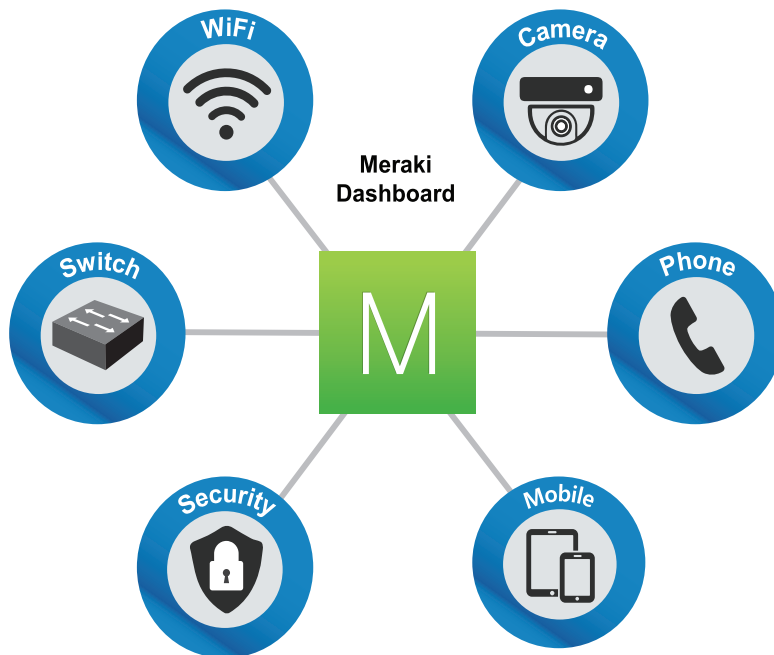 WiFi
Camera
Meraki
Dashboard
Switch
M
Phone
Security
Mobile